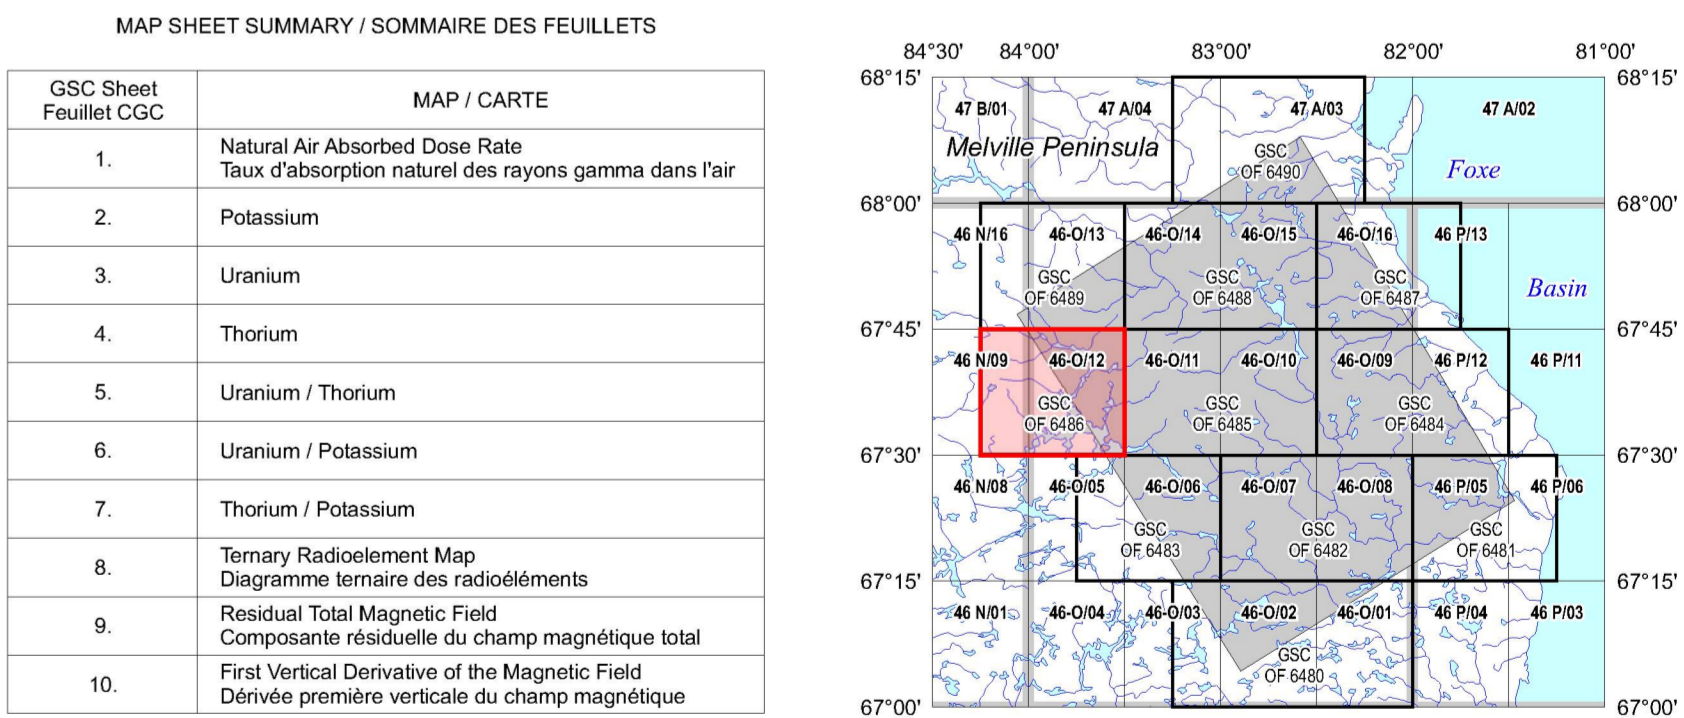 MAP SHEET SUMMARY / SOMMAIRE DES FEUILLETS
GSC Sheet
Feuillet CGC
MAP / CARTE
1.
Natural Air Absorbed Dose Rate
Taux d'absorption naturel des rayons gamma dans l'air
2.
Potassium
3.
Uranium
4.
Thorium
5.
Uranium / Thorium
6.
Uranium / Potassium
7.
Thorium / Potassium
8.
Ternary Radioelement Map
Diagramme ternaire des radioéléments
9.
Residual Total Magnetic Field
Composante résiduelle du champ magnétique total
10.
First Vertical Derivative of the Magnetic Field
Dérivée première verticale du champ magnétique
84°30' 84°00' 83°00' 82°00' 81°00'
68°15' 68°15'
47 B/01 47 A/04 47 A/03 47 A/02
Melville Peninsula
GSC
OF 6490
Foxe
68°00' 68°00'
46 N/16 46-O/13 46-O/14 46-O/15 46-O/16 46 P/13
GSC GSC GSC
OF 6489 OF 6488 OF 6487
Basin
67°45' 67°45'
46 N/09 46-O/12 46-O/11 46-O/10 46-O/09 46 P/12 46 P/11
GSC GSC GSC
OF 6486 OF 6485 OF 6484
67°30' 67°30'
46 N/08 46-O/05 46-O/06 46-O/07 46-O/08 46 P/05 46 P/06
GSC GSC GSC
OF 6483 OF 6482 OF 6481
67°15' 67°15'
46 N/01 46-O/04 46-O/03 46-O/02 46-O/01 46 P/04 46 P/03
GSC
OF 6480
67°00' 67°00'